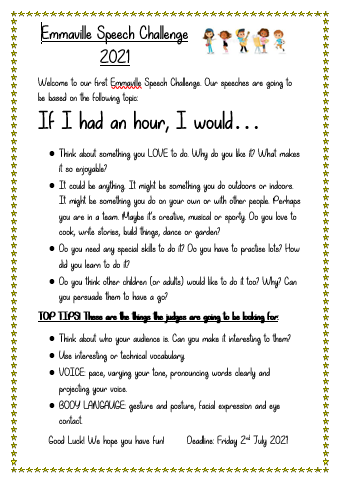 Emmaville Speech Challenge
2021
Welcome to our first Emmaville Speech Challenge. Our speeches are going to
be based on the following topic:
If I had an hour, I would...
• Think about something you LOVE to do. Why do you like it? What makes
it so enjoyable?
• It could be anything. It might be something you do outdoors or indoors.
It might be something you do on your own or with other people. Perhaps
you are in a team. Maybe it's creative, musical or sporty. Do you love to
cook, write stories, build things, dance or garden?
• Do you need any special skills to do it? Do you have to practise lots? How
did you learn to do it?
• Do you think other children (or adults) would like to do it too? Why? Can
you persuade them to have a go?
TOP TIPS! These are the things the judges are going to be looking for:
• Think about who your audience is. Can you make it interesting to them?
• Use interesting or technical vocabulary.
• VOICE: pace, varying your tone, pronouncing words clearly and
projecting your voice.
• BODY LANGAUGE: gesture and posture, facial expression and eye
contact.
Good Luck! We hope you have fun! Deadline: Friday 2nd July 2021